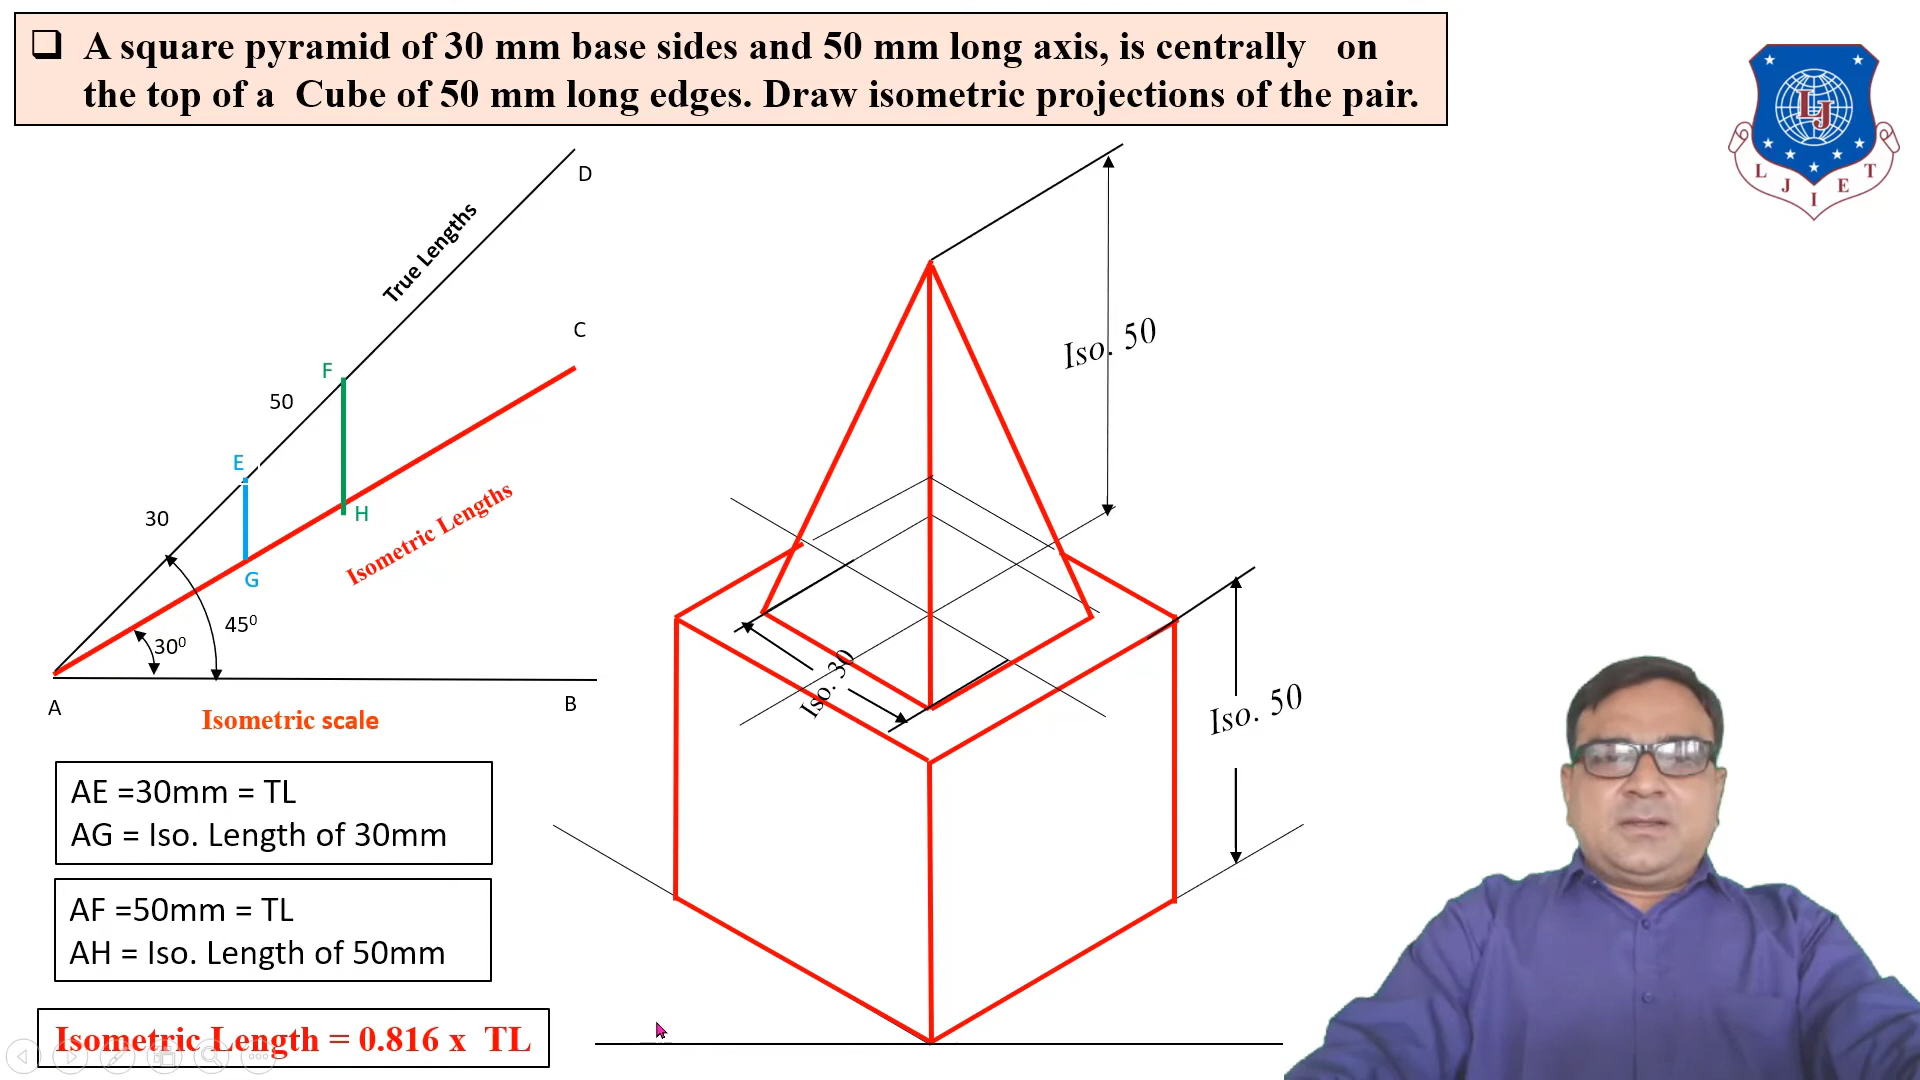 ❑ A square pyramid of 30 mm base sides and 50 mm long axis, is centrally on
the top of a Cube of 50 mm long edges. Draw isometric projections of the pair.
LJ
L J I E T
D
True Lengths
C
F
50
E
H
30
Isometric Lengths
G
45⁰
30⁰
A
B
Isometric scale
AE =30mm = TL
AG = Iso. Length of 30mm
AF =50mm = TL
AH = Iso. Length of 50mm
Isometric Length = 0.816 x TL
Iso. 50
Iso. 30
Iso. 50